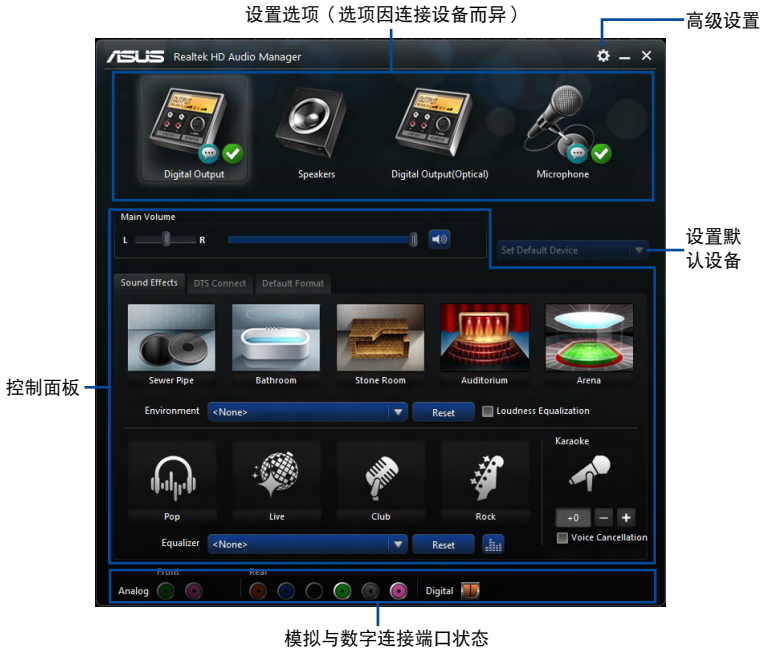 设置选项（选项因连接设备而异）
高级设置
ASUS Realtek HD Audio Manager
Digital Output
Speakers
Digital Output(Optical)
Microphone
Main Volume
L R
Set Default Device
设置默
认设备
Sound Effects DTS Connect Default Format
Sewer Pipe Bathroom Stone Room Auditorium Arena
控制面板
Environment <None> Reset Loudness Equalization
Karaoke
Pop Live Club Rock
+0
Equalizer <None> Reset
Voice Cancellation
Front Rear
Analog Digital
模拟与数字连接端口状态